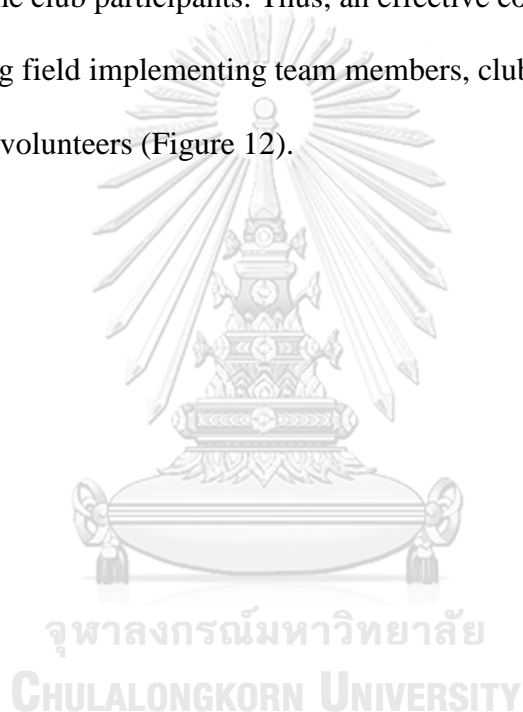 ne club participants. Thus, an effective co
g field implementing team members, club
volunteers (Figure 12).
จุฬาลงกรณ์มหาวิทยาลัย
CHULALONGKORN UNIVERSITY